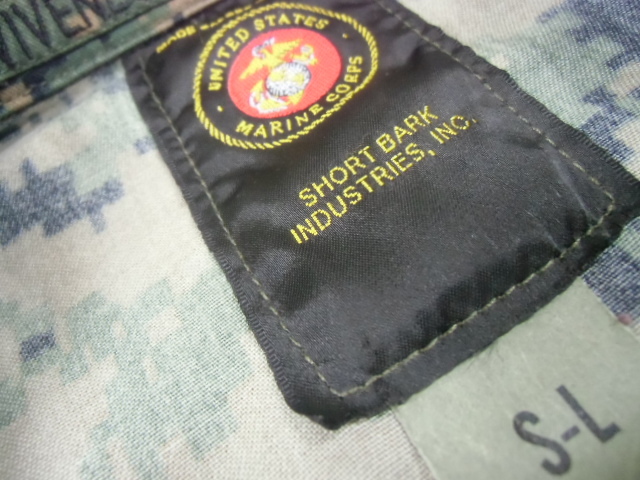 UNITED STATES
MARINE CORPS
SHORT BARK
INDUSTRIES, INC.
S-L